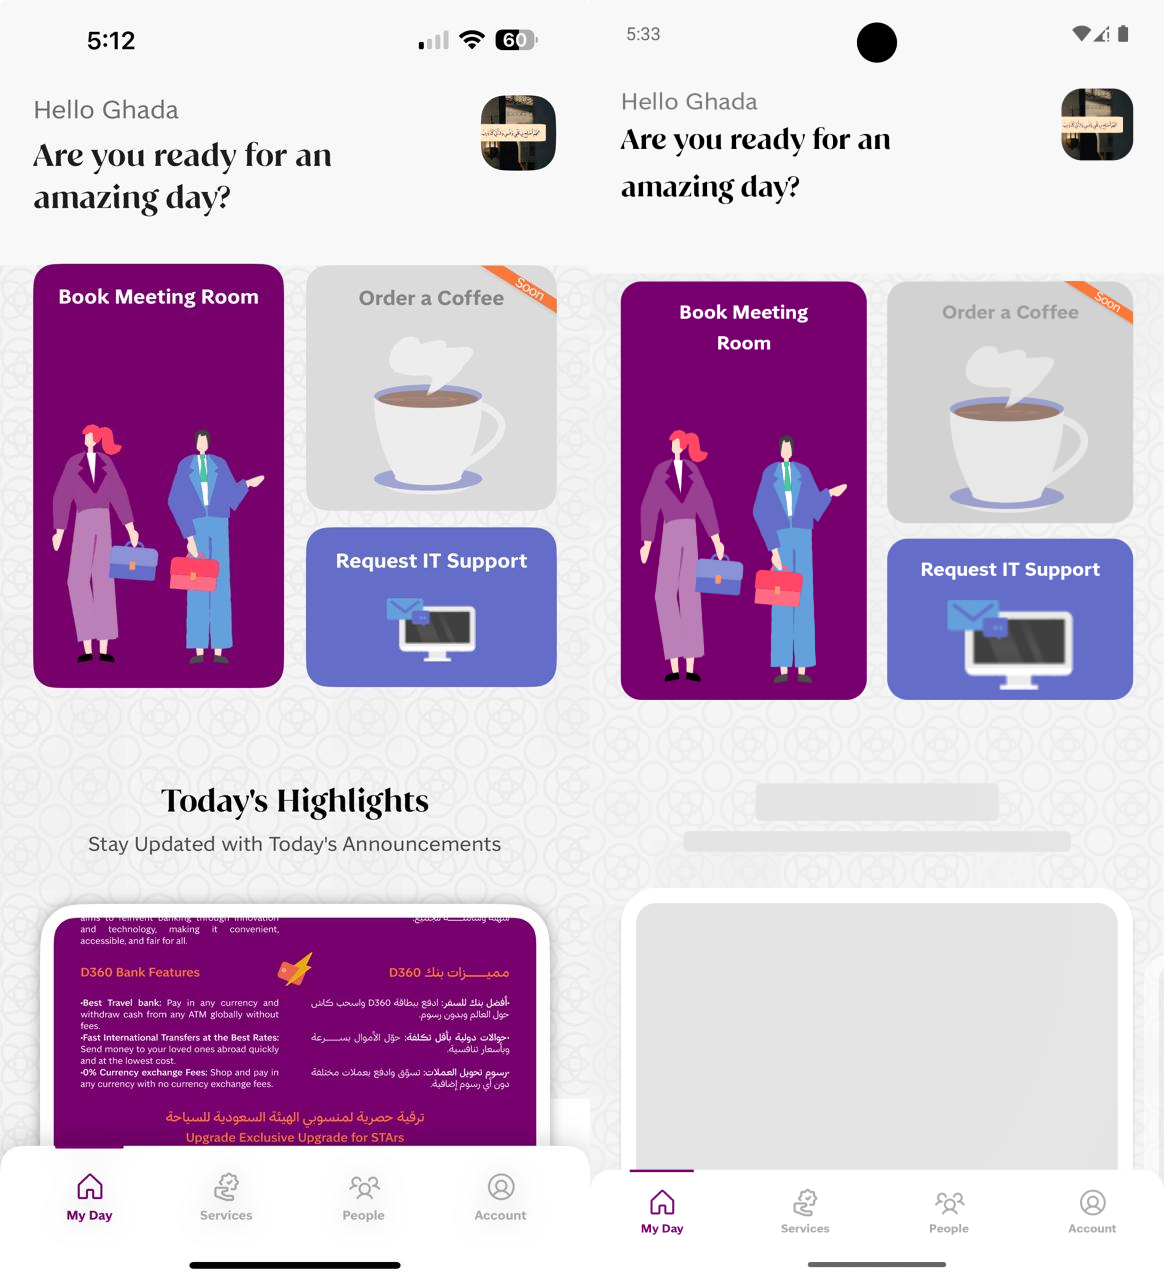 5:12
60
Hello Ghada
Are you ready for an
amazing day?
Book Meeting Room
Order a Coffee
Soon
Request IT Support
Today's Highlights
Stay Updated with Today's Announcements
aims to reinvent banking through innovation
and technology, making it convenient,
accessible, and fair for all.
D360 Bank Features
•Best Travel bank: Pay in any currency and
withdraw cash from any ATM globally without
fees.
•Fast International Transfers at the Best Rates:
Send money to your loved ones abroad quickly
and at the lowest cost.
•0% Currency exchange Fees: Shop and pay in
any currency with no currency exchange fees.
مميـــــزات بنك D360
•أفضل بنك للسفر: ادفع ببطاقة D360 واسحب كاش
حول العالم وبدون رسوم.
•حوالات دولية بأقل تكلفة: حوّل الأموال بســـرعة
وبأسعار تنافسية.
•رسوم تحويل العملات: تسوّق وادفع بعملات مختلفة
دون أي رسوم إضافية.
ترقية حصرية لمنسوبي الهيئة السعودية للسياحة
Upgrade Exclusive Upgrade for STArs
My Day
Services
People
Account
5:33
Hello Ghada
Are you ready for an
amazing day?
Book Meeting
Room
Order a Coffee
Soon
Request IT Support
My Day
Services
People
Account